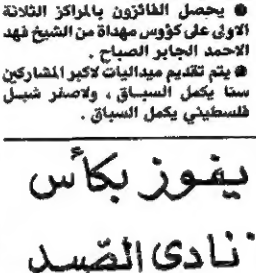 ● يحصل الفائزون بالمراكز الثلاثة
الاولى على كؤوس مهداة من الشيخ فهد
الاحمد الجابر الصباح .
● يتم تقديم ميداليات لاكبر المشاركين
سنا يكمل السباق ، ولاصغر شبل
فلسطيني يكمل السباق .
يفوز بكأس
نادى الصيد